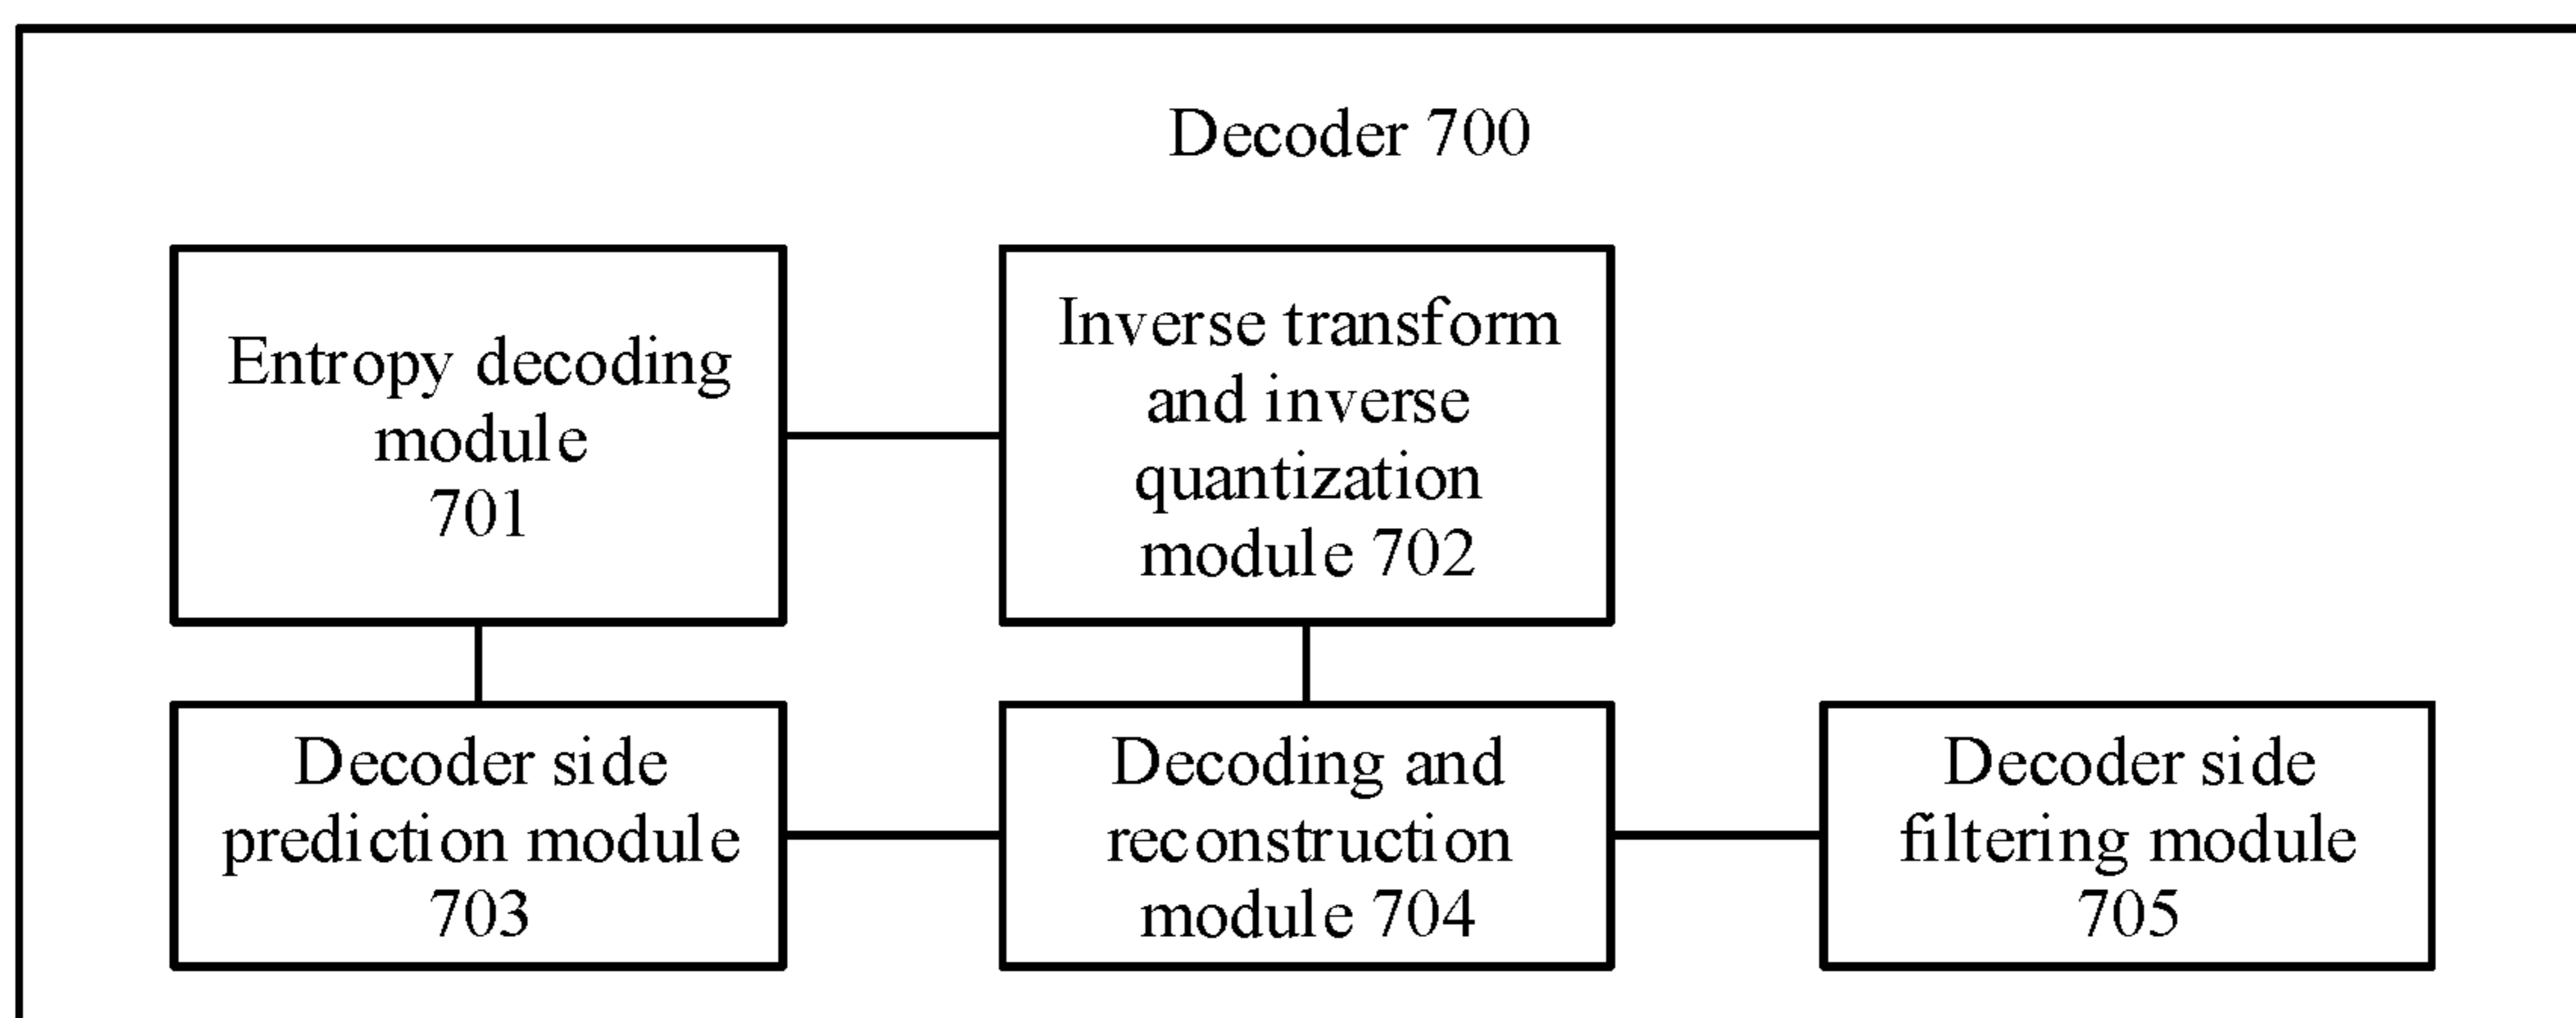 Decoder 700
Entropy decoding
module
701
Inverse transform
and inverse
quantization
module 702
Decoder side
prediction module
703
Decoding and
reconstruction
module 704
Decoder side
filtering module
705